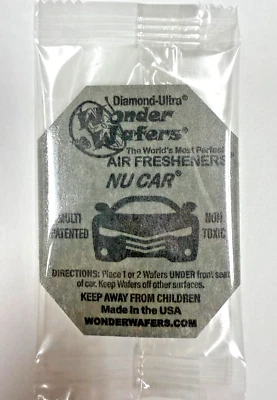 Diamond-Ultra®
Wonder
Wafers®
The World's Most Perfect
AIR FRESHENERS
NU CAR®
MULTI
PATENTED
NON
TOXIC
DIRECTIONS: Place 1 or 2 Wafers UNDER front seat
of car. Keep Wafers off other surfaces.
KEEP AWAY FROM CHILDREN
Made in the USA
WONDERWAFERS.COM